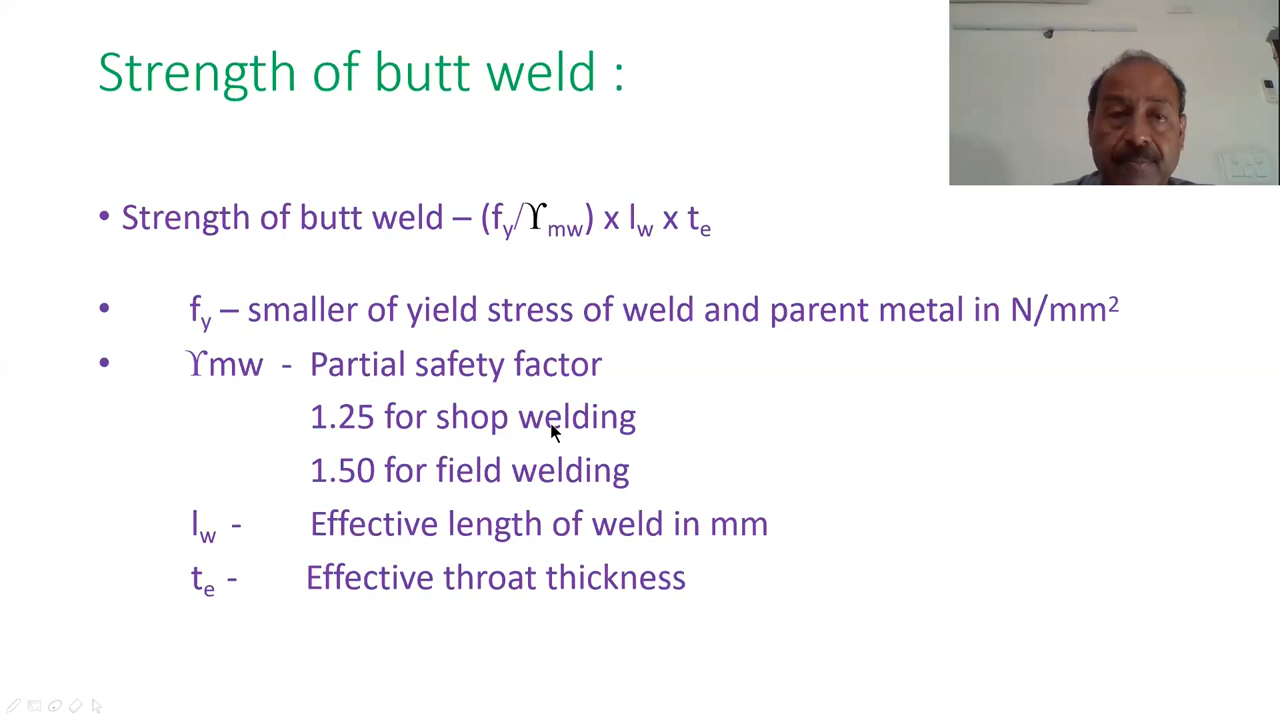 Strength of butt weld :
• Strength of butt weld – (fy/ϒmw) x lw x te
• fy – smaller of yield stress of weld and parent metal in N/mm²
• ϒmw - Partial safety factor
1.25 for shop welding
1.50 for field welding
lw - Effective length of weld in mm
te - Effective throat thickness